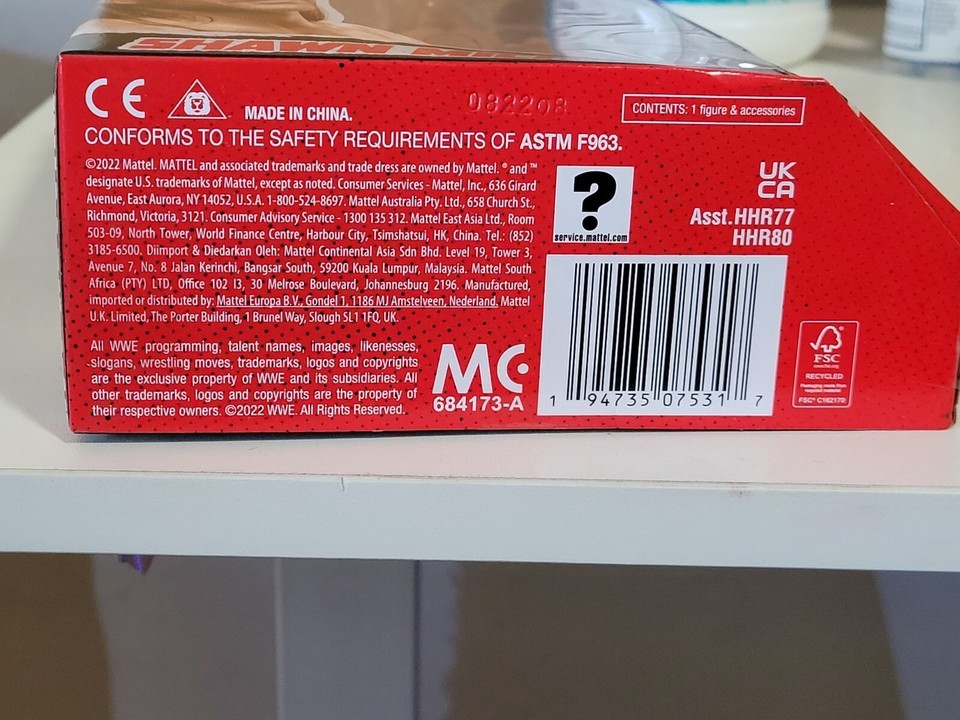 SHAWN MI
CE
MADE IN CHINA.
082208
CONTENTS: 1 figure & accessories
CONFORMS TO THE SAFETY REQUIREMENTS OF ASTM F963.
©2022 Mattel. MATTEL and associated trademarks and trade dress are owned by Mattel. ® and ™
designate U.S. trademarks of Mattel, except as noted. Consumer Services - Mattel, Inc., 636 Girard
Avenue, East Aurora, NY 14052, U.S.A. 1-800-524-8697. Mattel Australia Pty. Ltd., 658 Church St.,
Richmond, Victoria, 3121. Consumer Advisory Service - 1300 135 312. Mattel East Asia Ltd., Room
503-09, North Tower, World Finance Centre, Harbour City, Tsimshatsui, HK, China. Tel.: (852)
3185-6500. Diimport & Diedarkan Oleh: Mattel Continental Asia Sdn Bhd. Level 19, Tower 3,
Avenue 7, No. 8 Jalan Kerinchi, Bangsar South, 59200 Kuala Lumpur, Malaysia. Mattel South
Africa (PTY) LTD, Office 102 I3, 30 Melrose Boulevard, Johannesburg 2196. Manufactured,
imported or distributed by: Mattel Europa B.V., Gondel 1, 1186 MJ Amstelveen, Nederland. Mattel
U.K. Limited, The Porter Building, 1 Brunel Way, Slough SL1 1FQ, UK.
?
service.mattel.com
UK
CA
Asst. HHR77
HHR80
All WWE programming, talent names, images, likenesses,
slogans, wrestling moves, trademarks, logos and copyrights
are the exclusive property of WWE and its subsidiaries. All
other trademarks, logos and copyrights are the property of
their respective owners. ©2022 WWE. All Rights Reserved.
MC
684173-A
1 94735 07531 7
FSC
www.fsc.org
RECYCLED
Packaging made from
recycled material
FSC® C162170